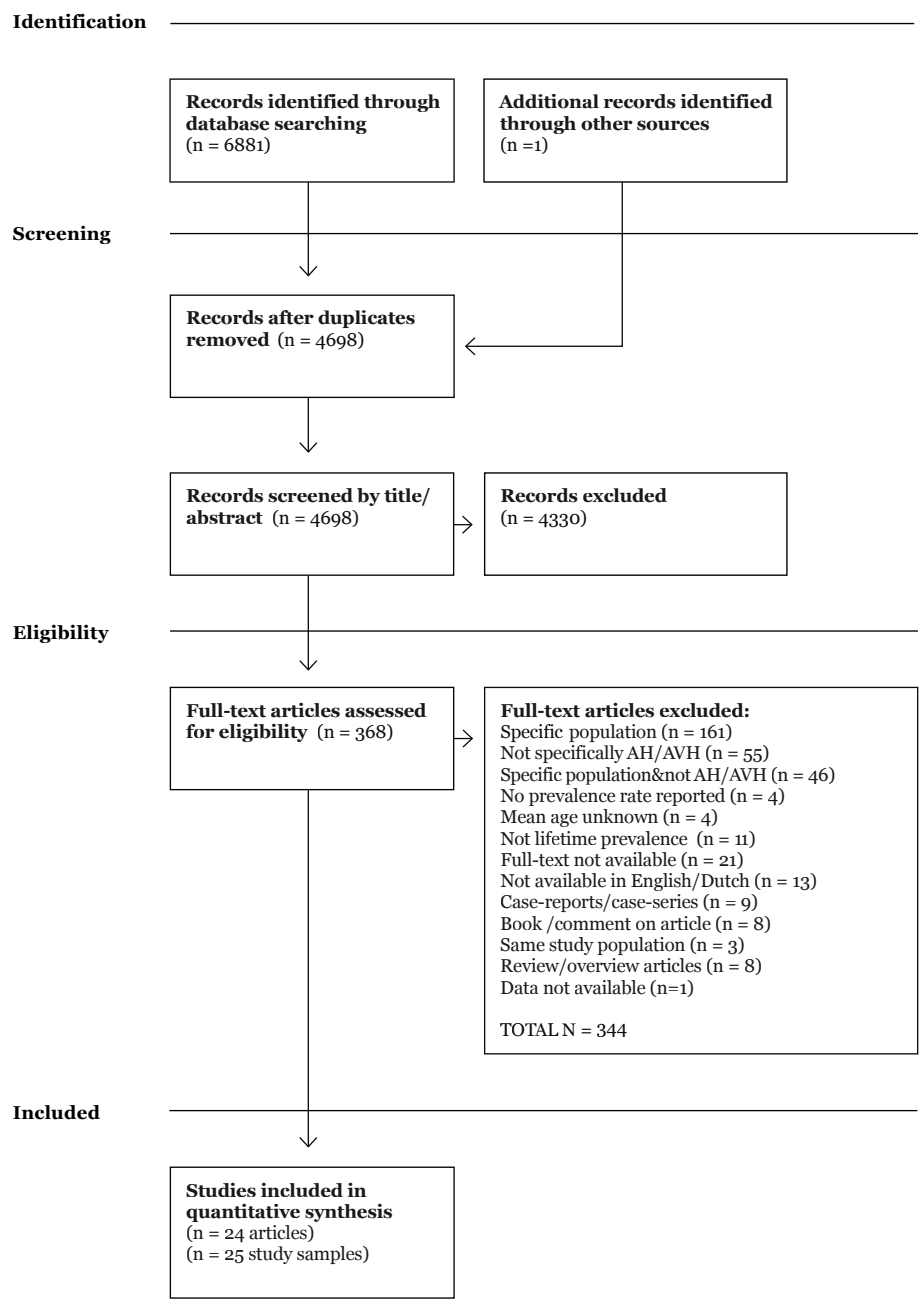 Identification
Records identified through
database searching
(n = 6881)
Additional records identified
through other sources
(n =1)
Screening
Records after duplicates
removed (n = 4698)
Records screened by title/
abstract (n = 4698)
Records excluded
(n = 4330)
Eligibility
Full-text articles assessed
for eligibility (n = 368)
Full-text articles excluded:
Specific population (n = 161)
Not specifically AH/AVH (n = 55)
Specific population&not AH/AVH (n = 46)
No prevalence rate reported (n = 4)
Mean age unknown (n = 4)
Not lifetime prevalence (n = 11)
Full-text not available (n = 21)
Not available in English/Dutch (n = 13)
Case-reports/case-series (n = 9)
Book /comment on article (n = 8)
Same study population (n = 3)
Review/overview articles (n = 8)
Data not available (n=1)
TOTAL N = 344
Included
Studies included in
quantitative synthesis
(n = 24 articles)
(n = 25 study samples)